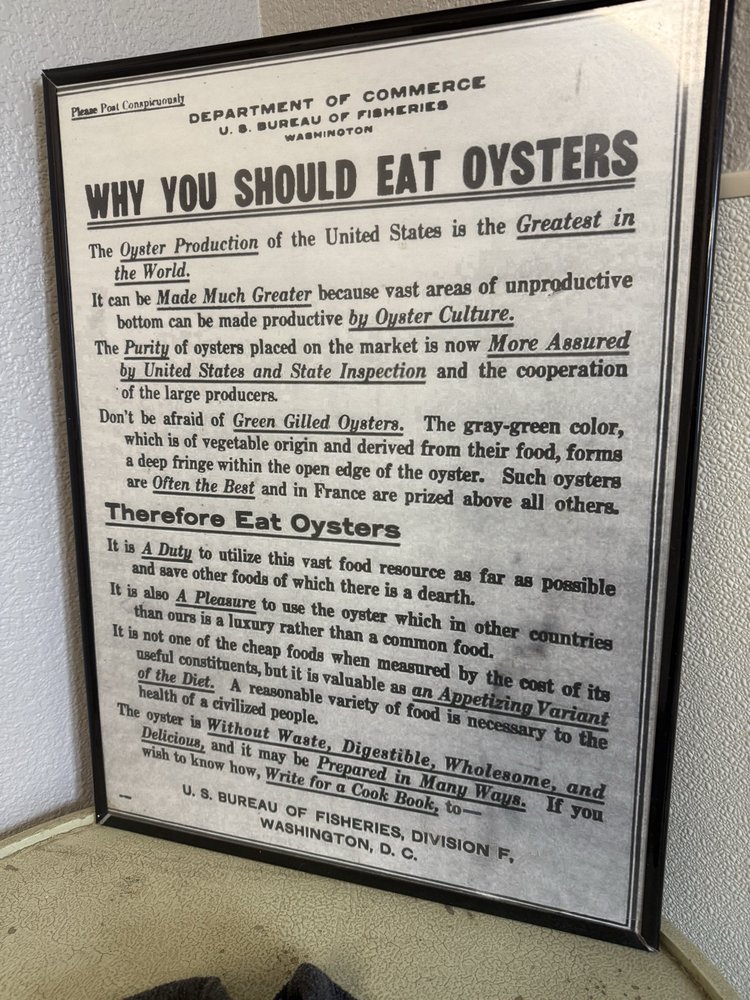 Please Post Conspicuously
DEPARTMENT OF COMMERCE
U. S. BUREAU OF FISHERIES
WASHINGTON
WHY YOU SHOULD EAT OYSTERS
The Oyster Production of the United States is the Greatest in
the World.
It can be Made Much Greater because vast areas of unproductive
bottom can be made productive by Oyster Culture.
The Purity of oysters placed on the market is now More Assured
by United States and State Inspection and the cooperation
of the large producers.
Don't be afraid of Green Gilled Oysters. The gray-green color,
which is of vegetable origin and derived from their food, forms
a deep fringe within the open edge of the oyster. Such oysters
are Often the Best and in France are prized above all others.
Therefore Eat Oysters
It is A Duty to utilize this vast food resource as far as possible
and save other foods of which there is a dearth.
It is also A Pleasure to use the oyster which in other countries
than ours is a luxury rather than a common food.
It is not one of the cheap foods when measured by the cost of its
useful constituents, but it is valuable as an Appetizing Variant
of the Diet. A reasonable variety of food is necessary to the
health of a civilized people.
The oyster is Without Waste, Digestible, Wholesome, and
Delicious, and it may be Prepared in Many Ways. If you
wish to know how, Write for a Cook Book, to—
U. S. BUREAU OF FISHERIES, DIVISION F,
WASHINGTON, D. C.